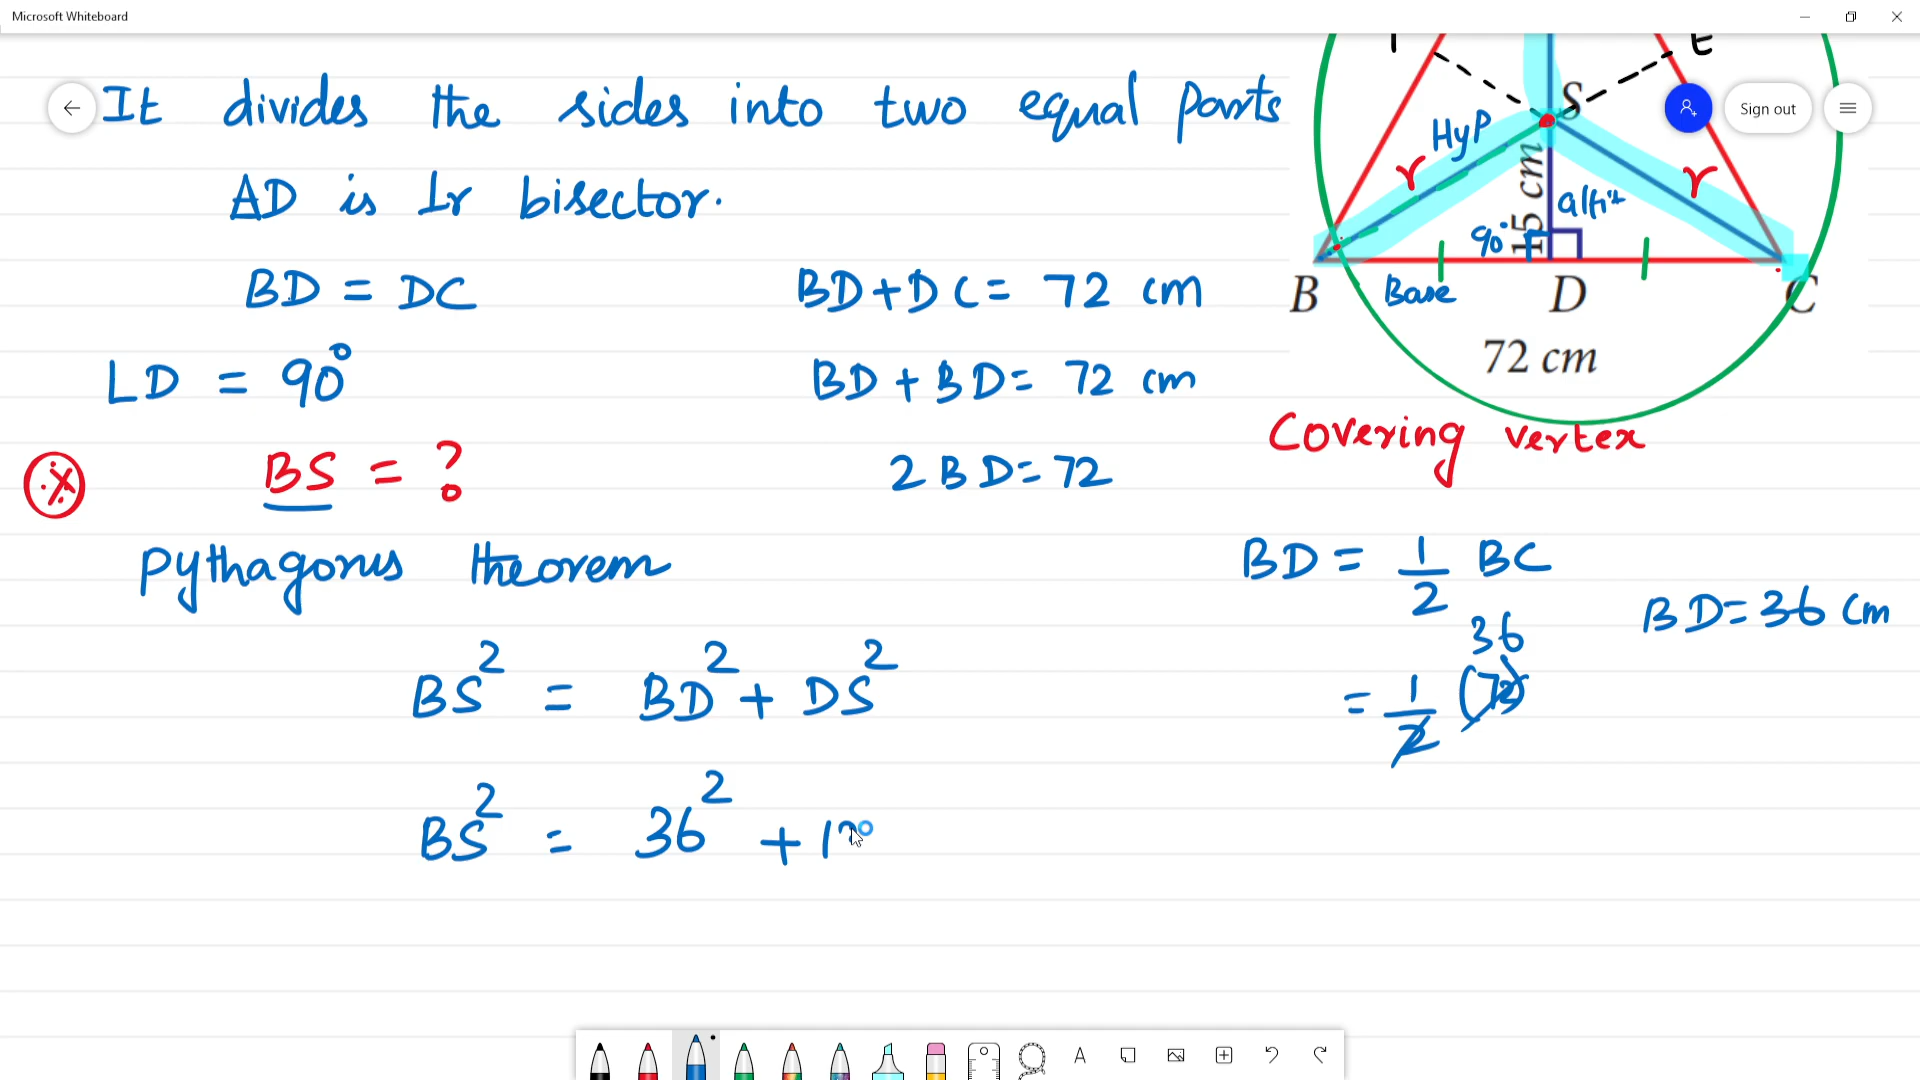 Microsoft Whiteboard
It divides the sides into two equal parts
AD is ⊥r bisector.
BD = DC
BD + DC = 72 cm
∠D = 90°
BD + BD = 72 cm
BS = ?
2 BD = 72
Pythagorus theorem
BS² = BD² + DS²
BS² = 36² + 1
E
S
Sign out
Hyp
r
r
15 cm
90°
B
Base
D
C
72 cm
Covering vertex
BD = 1/2 BC
36
= 1/2 (72)
BD = 36 cm
A